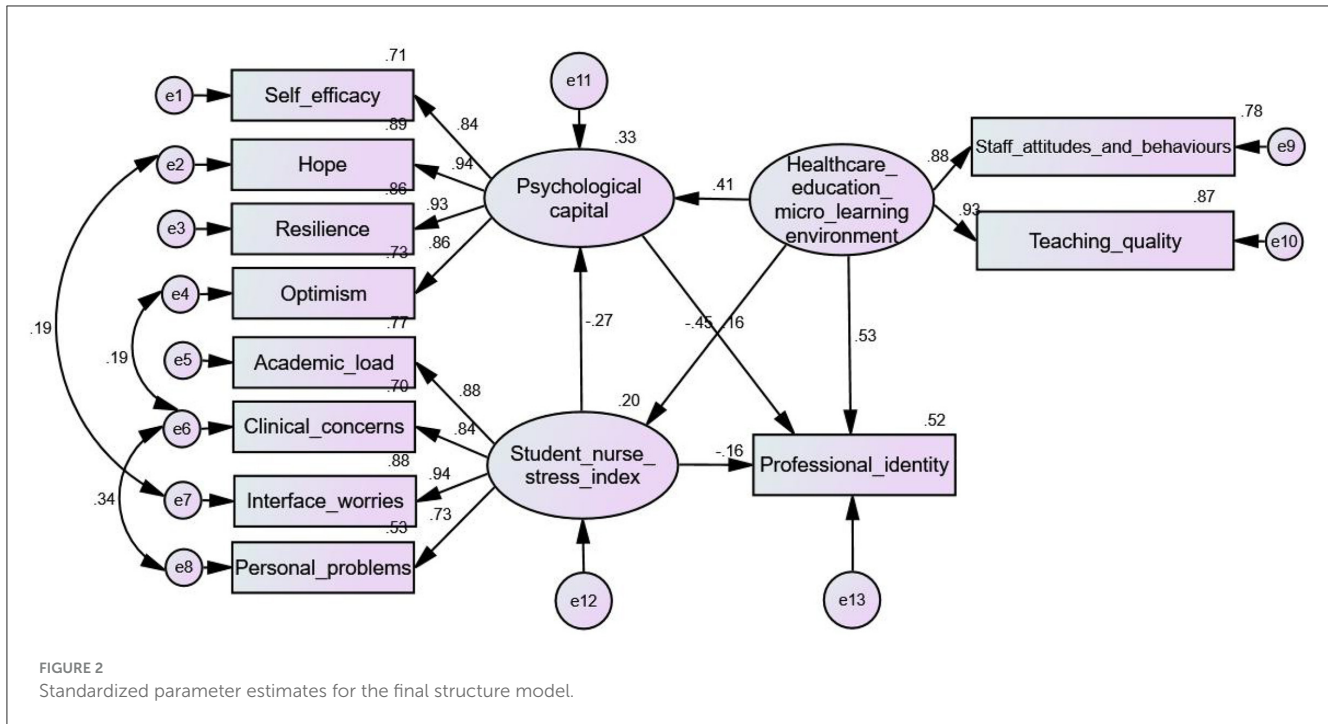 .71
e1
Self_efficacy
.84
.89
e2
Hope
.94
.86
e3
Resilience
.93
.73
e4
Optimism
.86
.77
e5
Academic_load
.88
.70
e6
Clinical_concerns
.84
.88
e7
Interface_worries
.94
.53
e8
Personal_problems
.73
.19
.19
.34
e11
.33
Psychological
capital
.41
-.27
.20
Student_nurse_
stress_index
e12
Healthcare_
education_
micro_learning
environment
-.45
.16
.53
-.16
.52
Professional_identity
e13
.78
Staff_attitudes_and_behaviours
.88
e9
.87
Teaching_quality
.93
e10
FIGURE 2
Standardized parameter estimates for the final structure model.